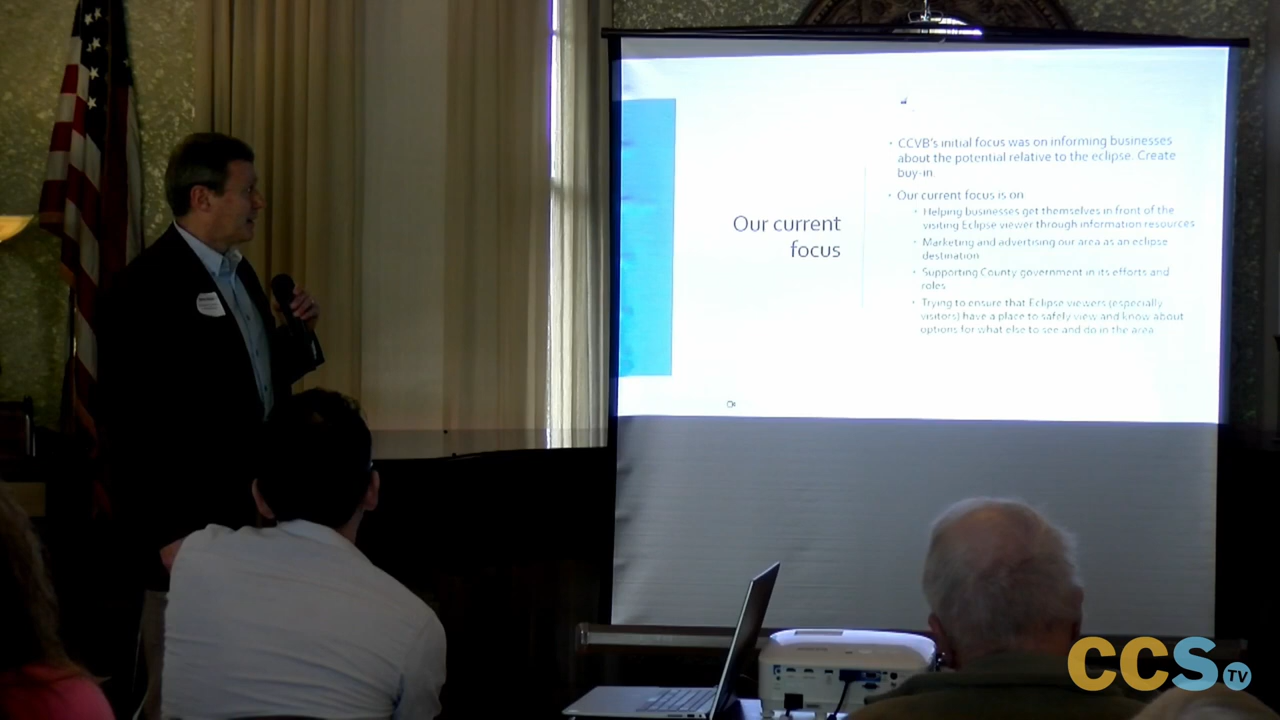 Our current
focus
• CCVB's initial focus was on informing businesses
about the potential relative to the eclipse. Create
buy-in.
• Our current focus is on
• Helping businesses get themselves in front of the
visiting Eclipse viewer through information resources
• Marketing and advertising our area as an eclipse
destination
• Supporting County government in its efforts and
roles
• Trying to ensure that Eclipse viewers (especially
visitors) have a place to safely view and know about
options for what else to see and do in the area
CCS TV